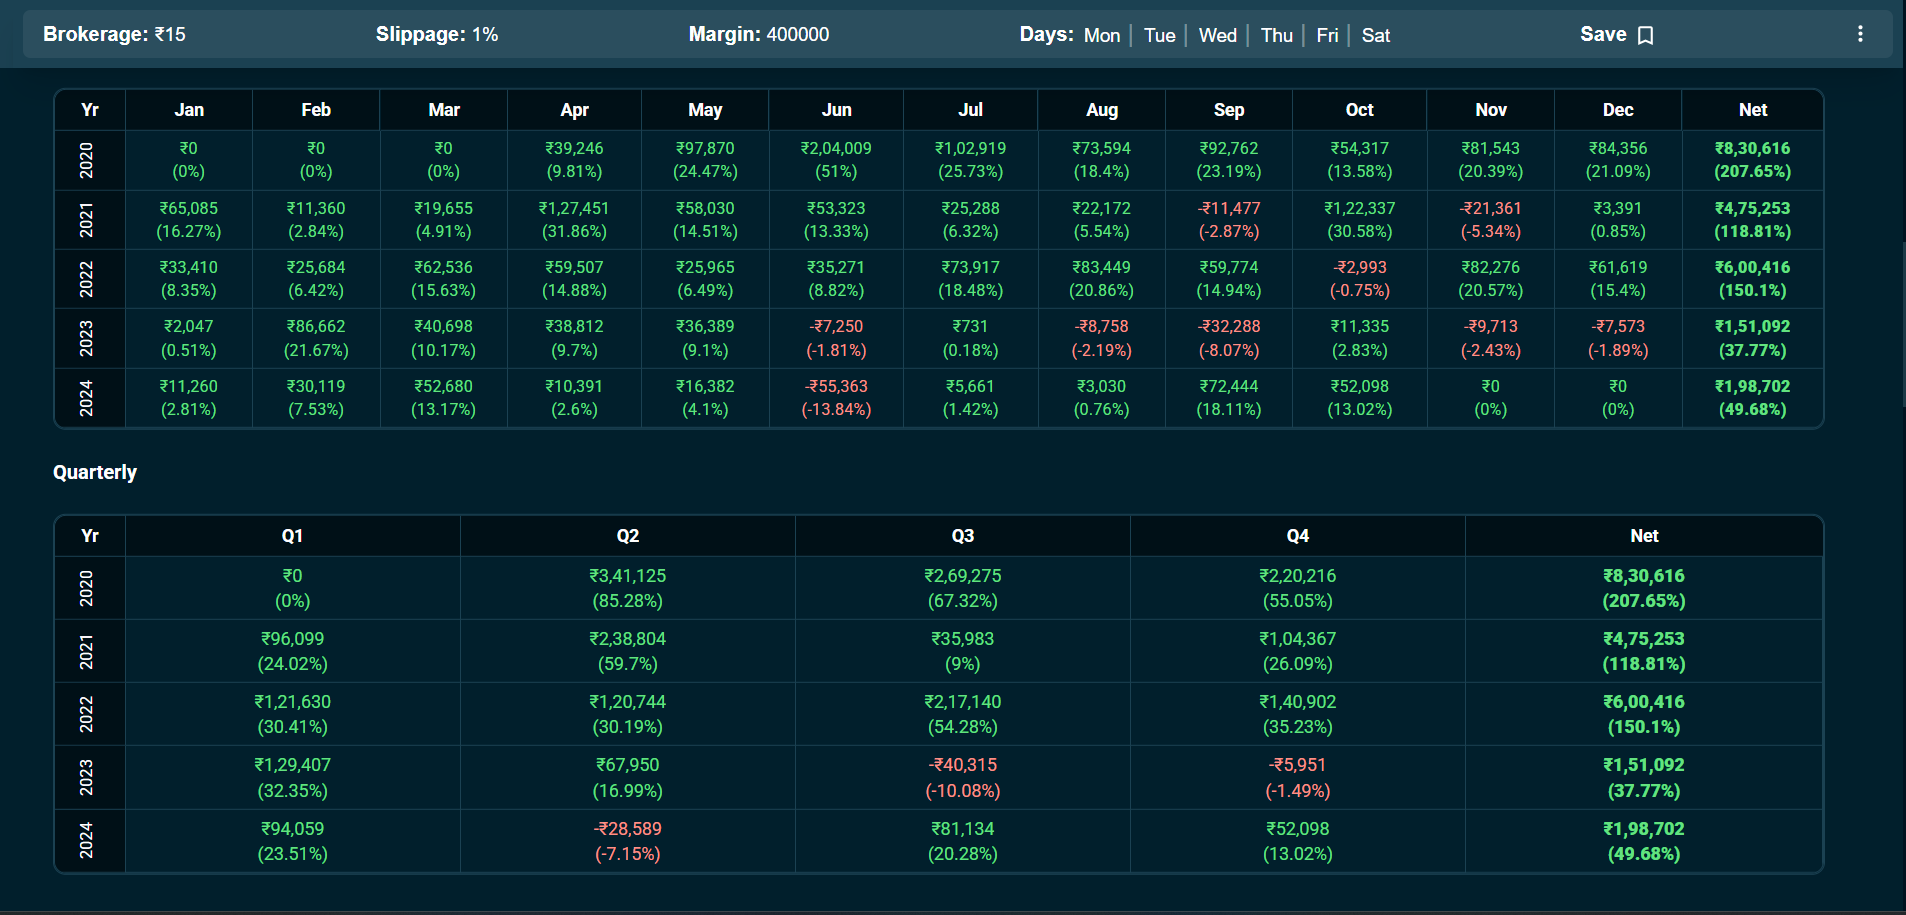 Brokerage: ₹15 Slippage: 1% Margin: 400000 Days: Mon | Tue | Wed | Thu | Fri | Sat Save
Yr Jan Feb Mar Apr May Jun Jul Aug Sep Oct Nov Dec Net
2020 ₹0 ₹0 ₹0 ₹39,246 ₹97,870 ₹2,04,009 ₹1,02,919 ₹73,594 ₹92,762 ₹54,317 ₹81,543 ₹84,356 ₹8,30,616
(0%) (0%) (0%) (9.81%) (24.47%) (51%) (25.73%) (18.4%) (23.19%) (13.58%) (20.39%) (21.09%) (207.65%)
2021 ₹65,085 ₹11,360 ₹19,655 ₹1,27,451 ₹58,030 ₹53,323 ₹25,288 ₹22,172 -₹11,477 ₹1,22,337 -₹21,361 ₹3,391 ₹4,75,253
(16.27%) (2.84%) (4.91%) (31.86%) (14.51%) (13.33%) (6.32%) (5.54%) (-2.87%) (30.58%) (-5.34%) (0.85%) (118.81%)
2022 ₹33,410 ₹25,684 ₹62,536 ₹59,507 ₹25,965 ₹35,271 ₹73,917 ₹83,449 ₹59,774 -₹2,993 ₹82,276 ₹61,619 ₹6,00,416
(8.35%) (6.42%) (15.63%) (14.88%) (6.49%) (8.82%) (18.48%) (20.86%) (14.94%) (-0.75%) (20.57%) (15.4%) (150.1%)
2023 ₹2,047 ₹86,662 ₹40,698 ₹38,812 ₹36,389 -₹7,250 ₹731 -₹8,758 -₹32,288 ₹11,335 -₹9,713 -₹7,573 ₹1,51,092
(0.51%) (21.67%) (10.17%) (9.7%) (9.1%) (-1.81%) (0.18%) (-2.19%) (-8.07%) (2.83%) (-2.43%) (-1.89%) (37.77%)
2024 ₹11,260 ₹30,119 ₹52,680 ₹10,391 ₹16,382 -₹55,363 ₹5,661 ₹3,030 ₹72,444 ₹52,098 ₹0 ₹0 ₹1,98,702
(2.81%) (7.53%) (13.17%) (2.6%) (4.1%) (-13.84%) (1.42%) (0.76%) (18.11%) (13.02%) (0%) (0%) (49.68%)
Quarterly
Yr Q1 Q2 Q3 Q4 Net
2020 ₹0 ₹3,41,125 ₹2,69,275 ₹2,20,216 ₹8,30,616
(0%) (85.28%) (67.32%) (55.05%) (207.65%)
2021 ₹96,099 ₹2,38,804 ₹35,983 ₹1,04,367 ₹4,75,253
(24.02%) (59.7%) (9%) (26.09%) (118.81%)
2022 ₹1,21,630 ₹1,20,744 ₹2,17,140 ₹1,40,902 ₹6,00,416
(30.41%) (30.19%) (54.28%) (35.23%) (150.1%)
2023 ₹1,29,407 ₹67,950 -₹40,315 -₹5,951 ₹1,51,092
(32.35%) (16.99%) (-10.08%) (-1.49%) (37.77%)
2024 ₹94,059 -₹28,589 ₹81,134 ₹52,098 ₹1,98,702
(23.51%) (-7.15%) (20.28%) (13.02%) (49.68%)